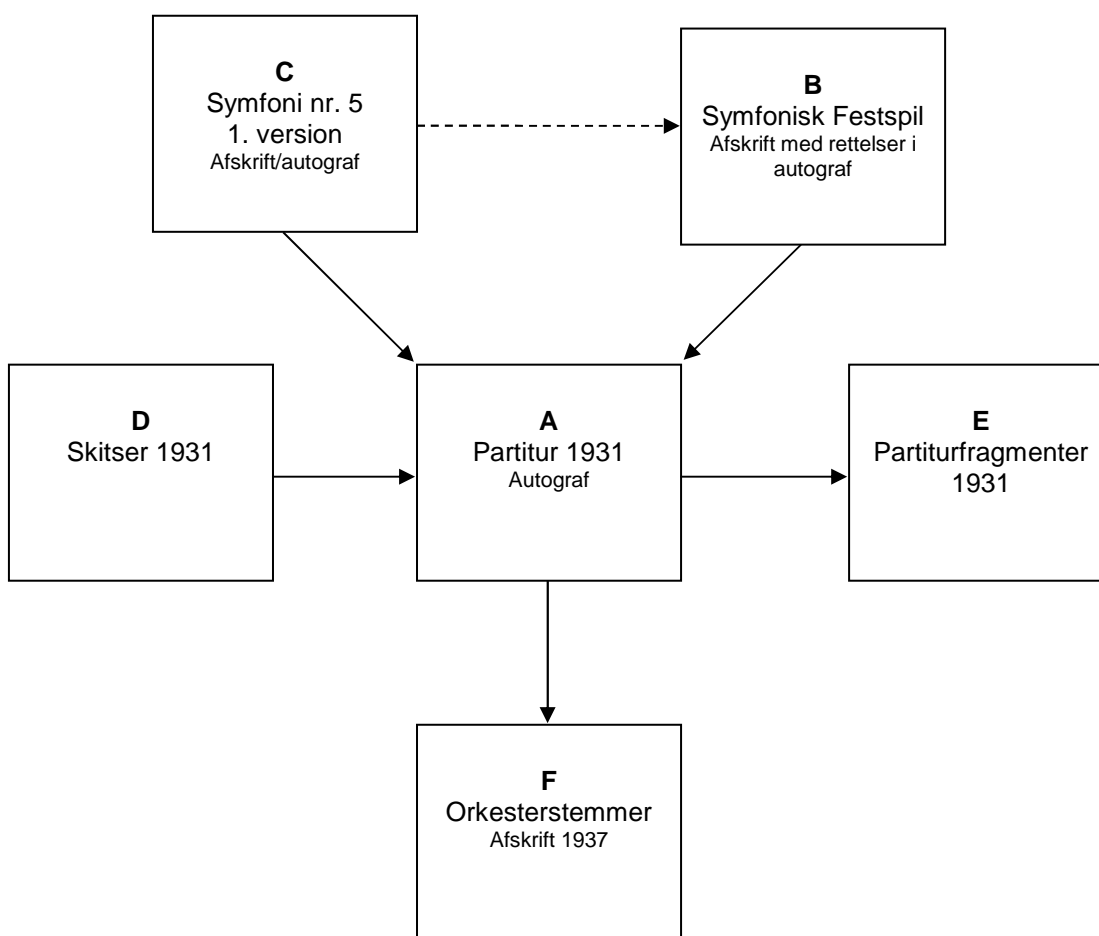 C
Symfoni nr. 5
1. version
Afskrift/autograf
B
Symfonisk Festspil
Afskrift med rettelser i
autograf
D
Skitser 1931
A
Partitur 1931
Autograf
E
Partiturfragmenter
1931
F
Orkesterstemmer
Afskrift 1937